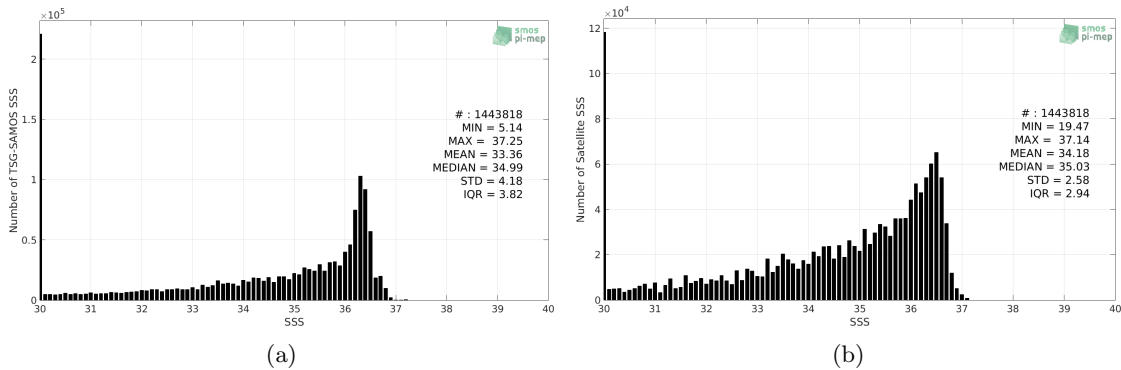 ×10⁵
2
1.5
1
0.5
0
Number of TSG-SAMOS SSS
smos
pi-mep
# : 1443818
MIN = 5.14
MAX = 37.25
MEAN = 33.36
MEDIAN = 34.99
STD = 4.18
IQR = 3.82
30 31 32 33 34 35 36 37 38 39 40
SSS
(a)
×10⁴
12
10
8
6
4
2
0
Number of Satellite SSS
smos
pi-mep
# : 1443818
MIN = 19.47
MAX = 37.14
MEAN = 34.18
MEDIAN = 35.03
STD = 2.58
IQR = 2.94
30 31 32 33 34 35 36 37 38 39 40
SSS
(b)